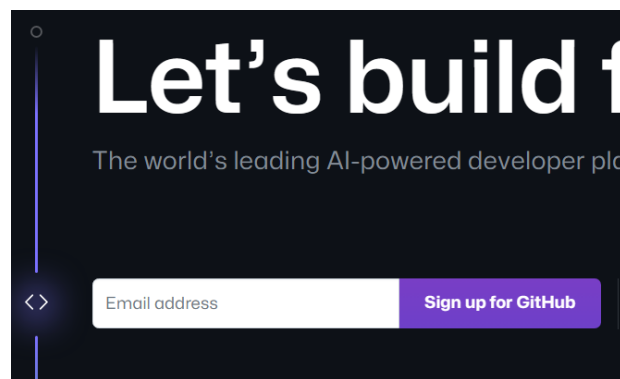 Let’s build
The world’s leading AI-powered developer
Email address
Sign up for GitHub